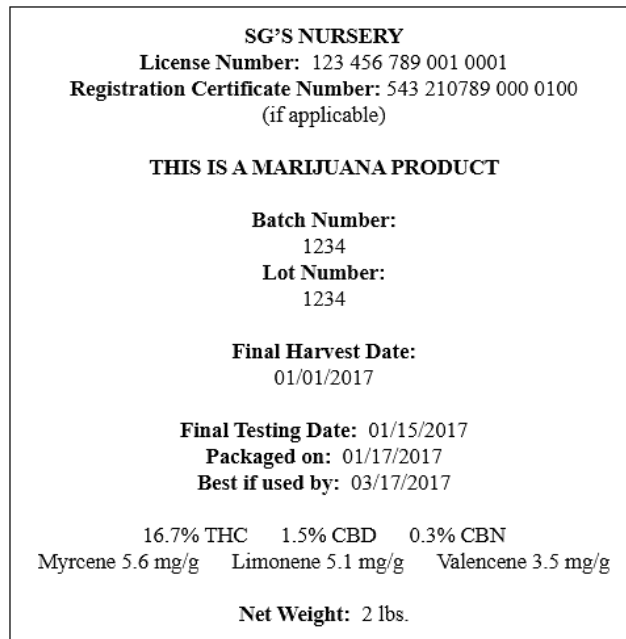 SG'S NURSERY
License Number: 123 456 789 001 0001
Registration Certificate Number: 543 210789 000 0100
(if applicable)
THIS IS A MARIJUANA PRODUCT
Batch Number:
1234
Lot Number:
1234
Final Harvest Date:
01/01/2017
Final Testing Date: 01/15/2017
Packaged on: 01/17/2017
Best if used by: 03/17/2017
16.7% THC 1.5% CBD 0.3% CBN
Myrcene 5.6 mg/g Limonene 5.1 mg/g Valencene 3.5 mg/g
Net Weight: 2 lbs.